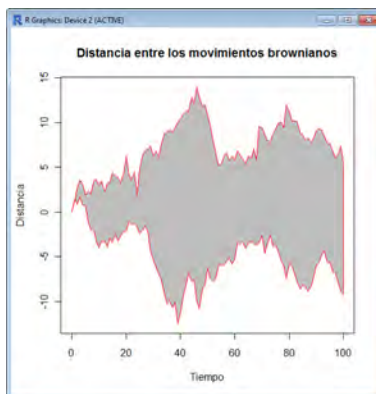 R Graphics: Device 2 (ACTIVE)
Distancia entre los movimientos brownianos
15
10
5
0
-5
-10
Distancia
0 20 40 60 80 100
Tiempo